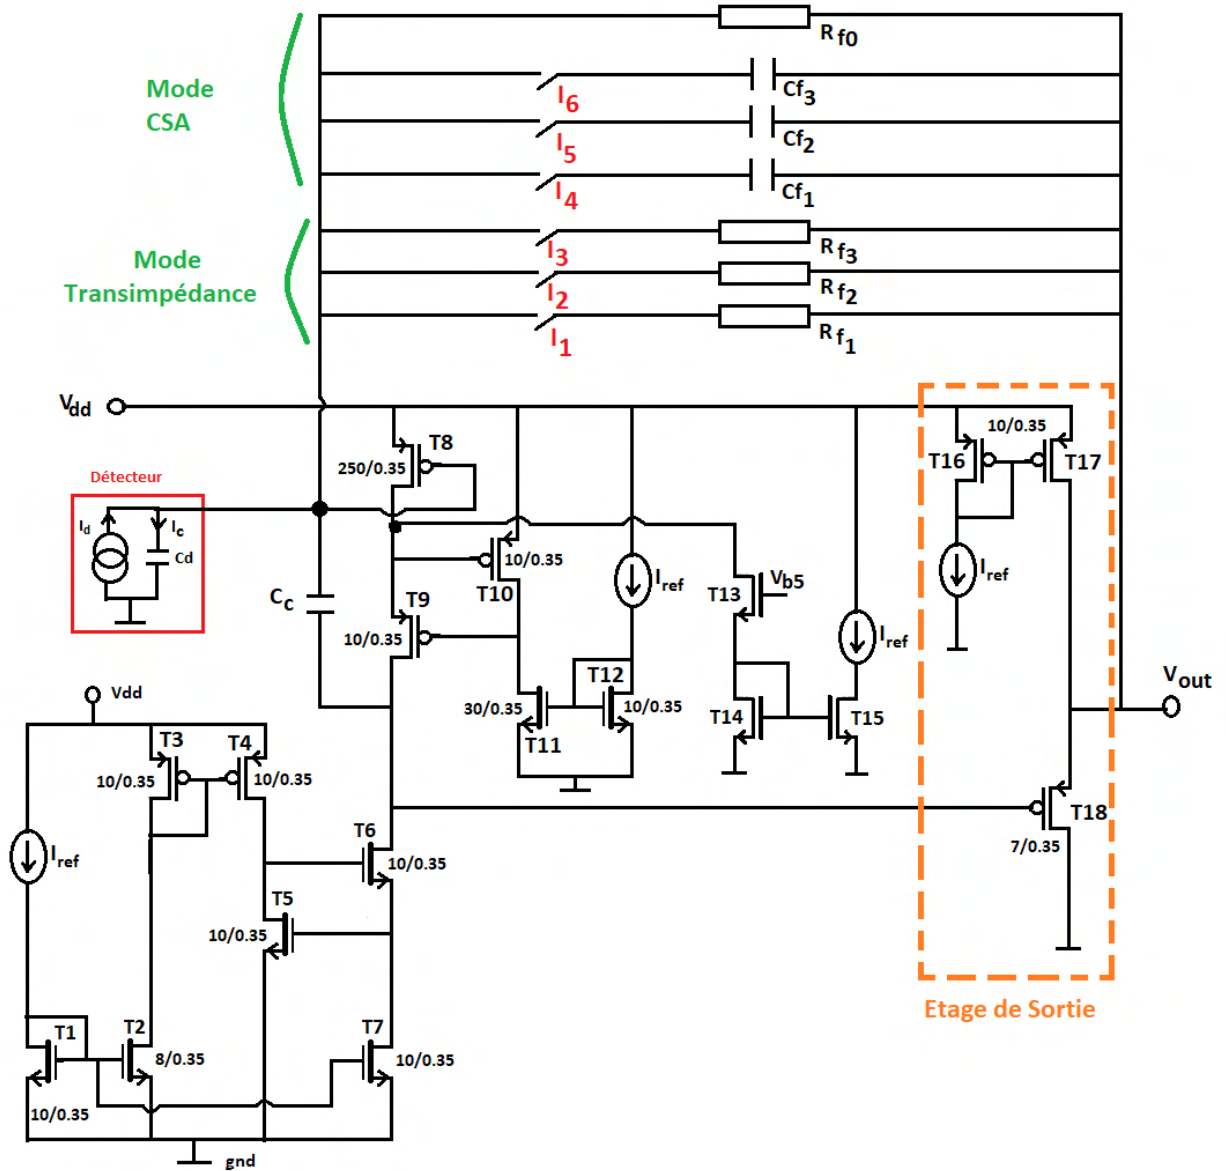 Mode
CSA
Rf0
I6
Cf3
I5
Cf2
I4
Cf1
Mode
Transimpédance
I3
Rf3
I2
Rf2
I1
Rf1
Vdd
T8
250/0.35
10/0.35
T16
T17
Détecteur
Id
Ic
Cd
Cc
T9
10/0.35
10/0.35
T10
Iref
T13
Vb5
Iref
Iref
Vout
T12
30/0.35
10/0.35
T11
T14
T15
Vdd
T3
T4
10/0.35
10/0.35
Iref
T6
10/0.35
T5
10/0.35
T18
7/0.35
Etage de Sortie
T1
T2
8/0.35
T7
10/0.35
10/0.35
gnd